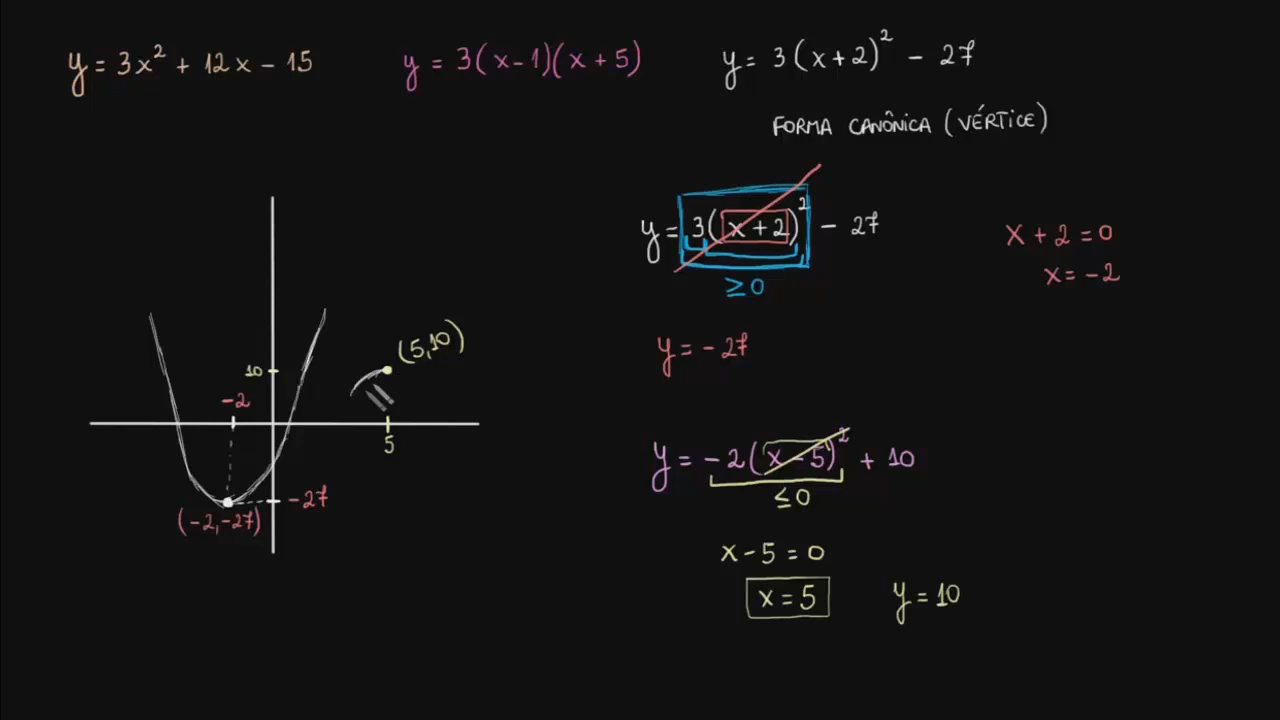 y = 3x² + 12x - 15
y = 3(x-1)(x+5)
y = 3(x+2)² - 27
FORMA CANÔNICA (VÉRTICE)
y = 3(x+2)² - 27
≥ 0
x + 2 = 0
x = -2
y = -27
(5,10)
10
-2
5
-27
(-2,-27)
y = -2(x-5)² + 10
≤ 0
x - 5 = 0
x = 5
y = 10